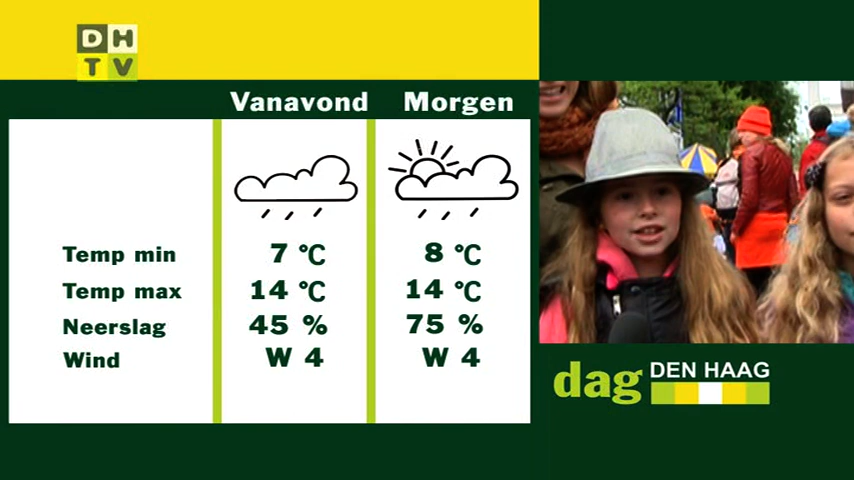 DH
TV
Vanavond Morgen
Temp min 7 °C 8 °C
Temp max 14 °C 14 °C
Neerslag 45 % 75 %
Wind W 4 W 4
dag DEN HAAG